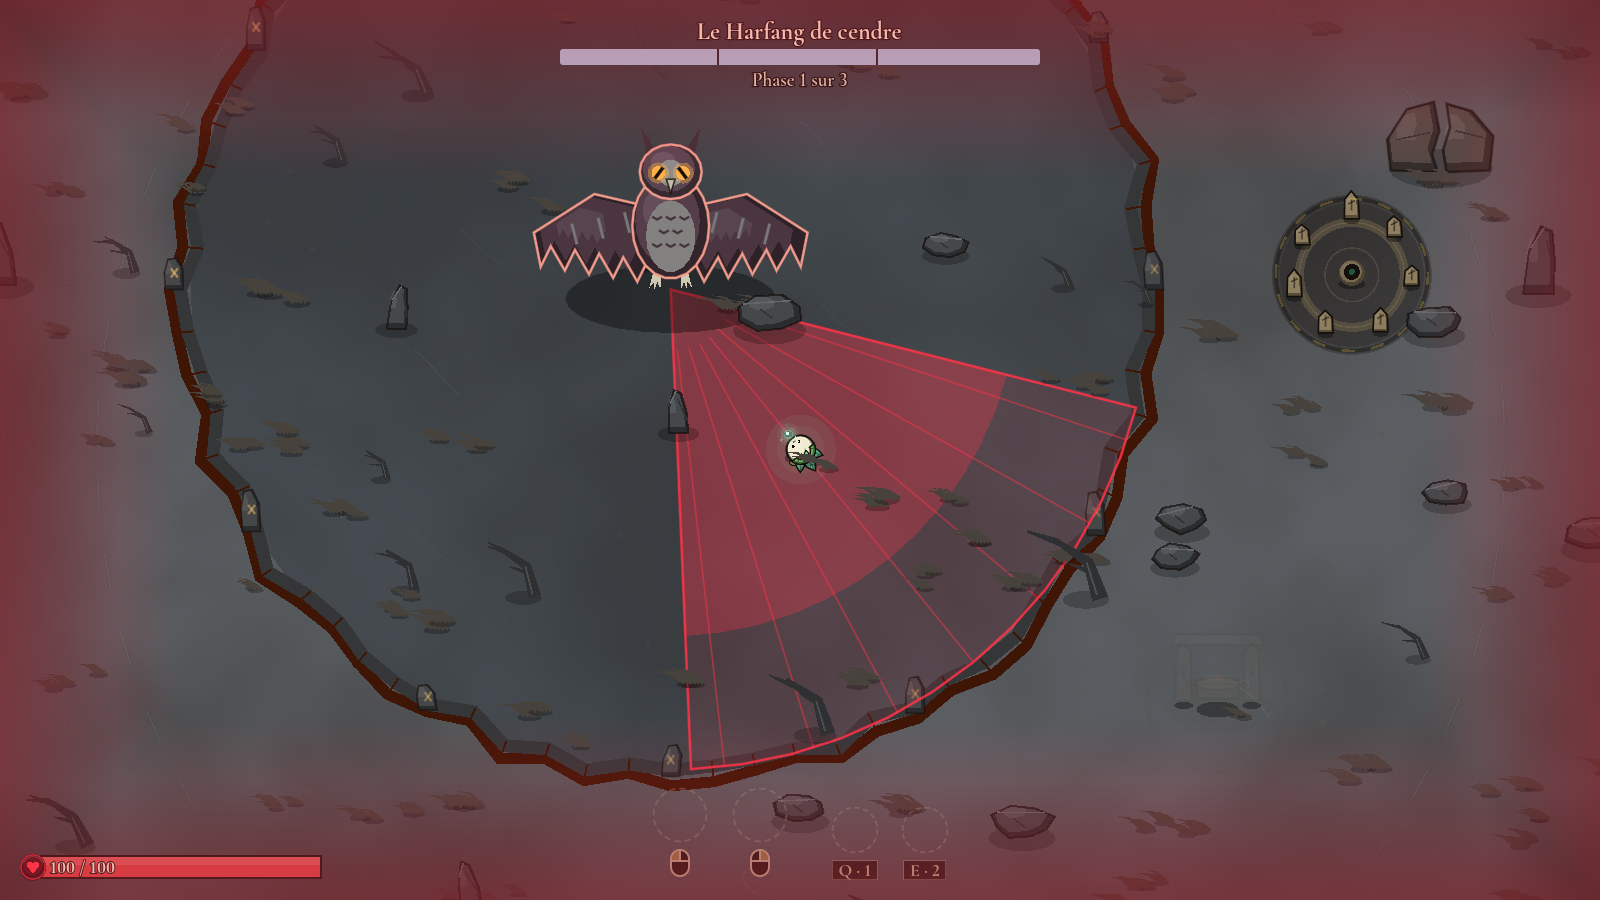 Le Harfang de cendre
Phase 1 sur 3
100 / 100
Q · 1
E · 2